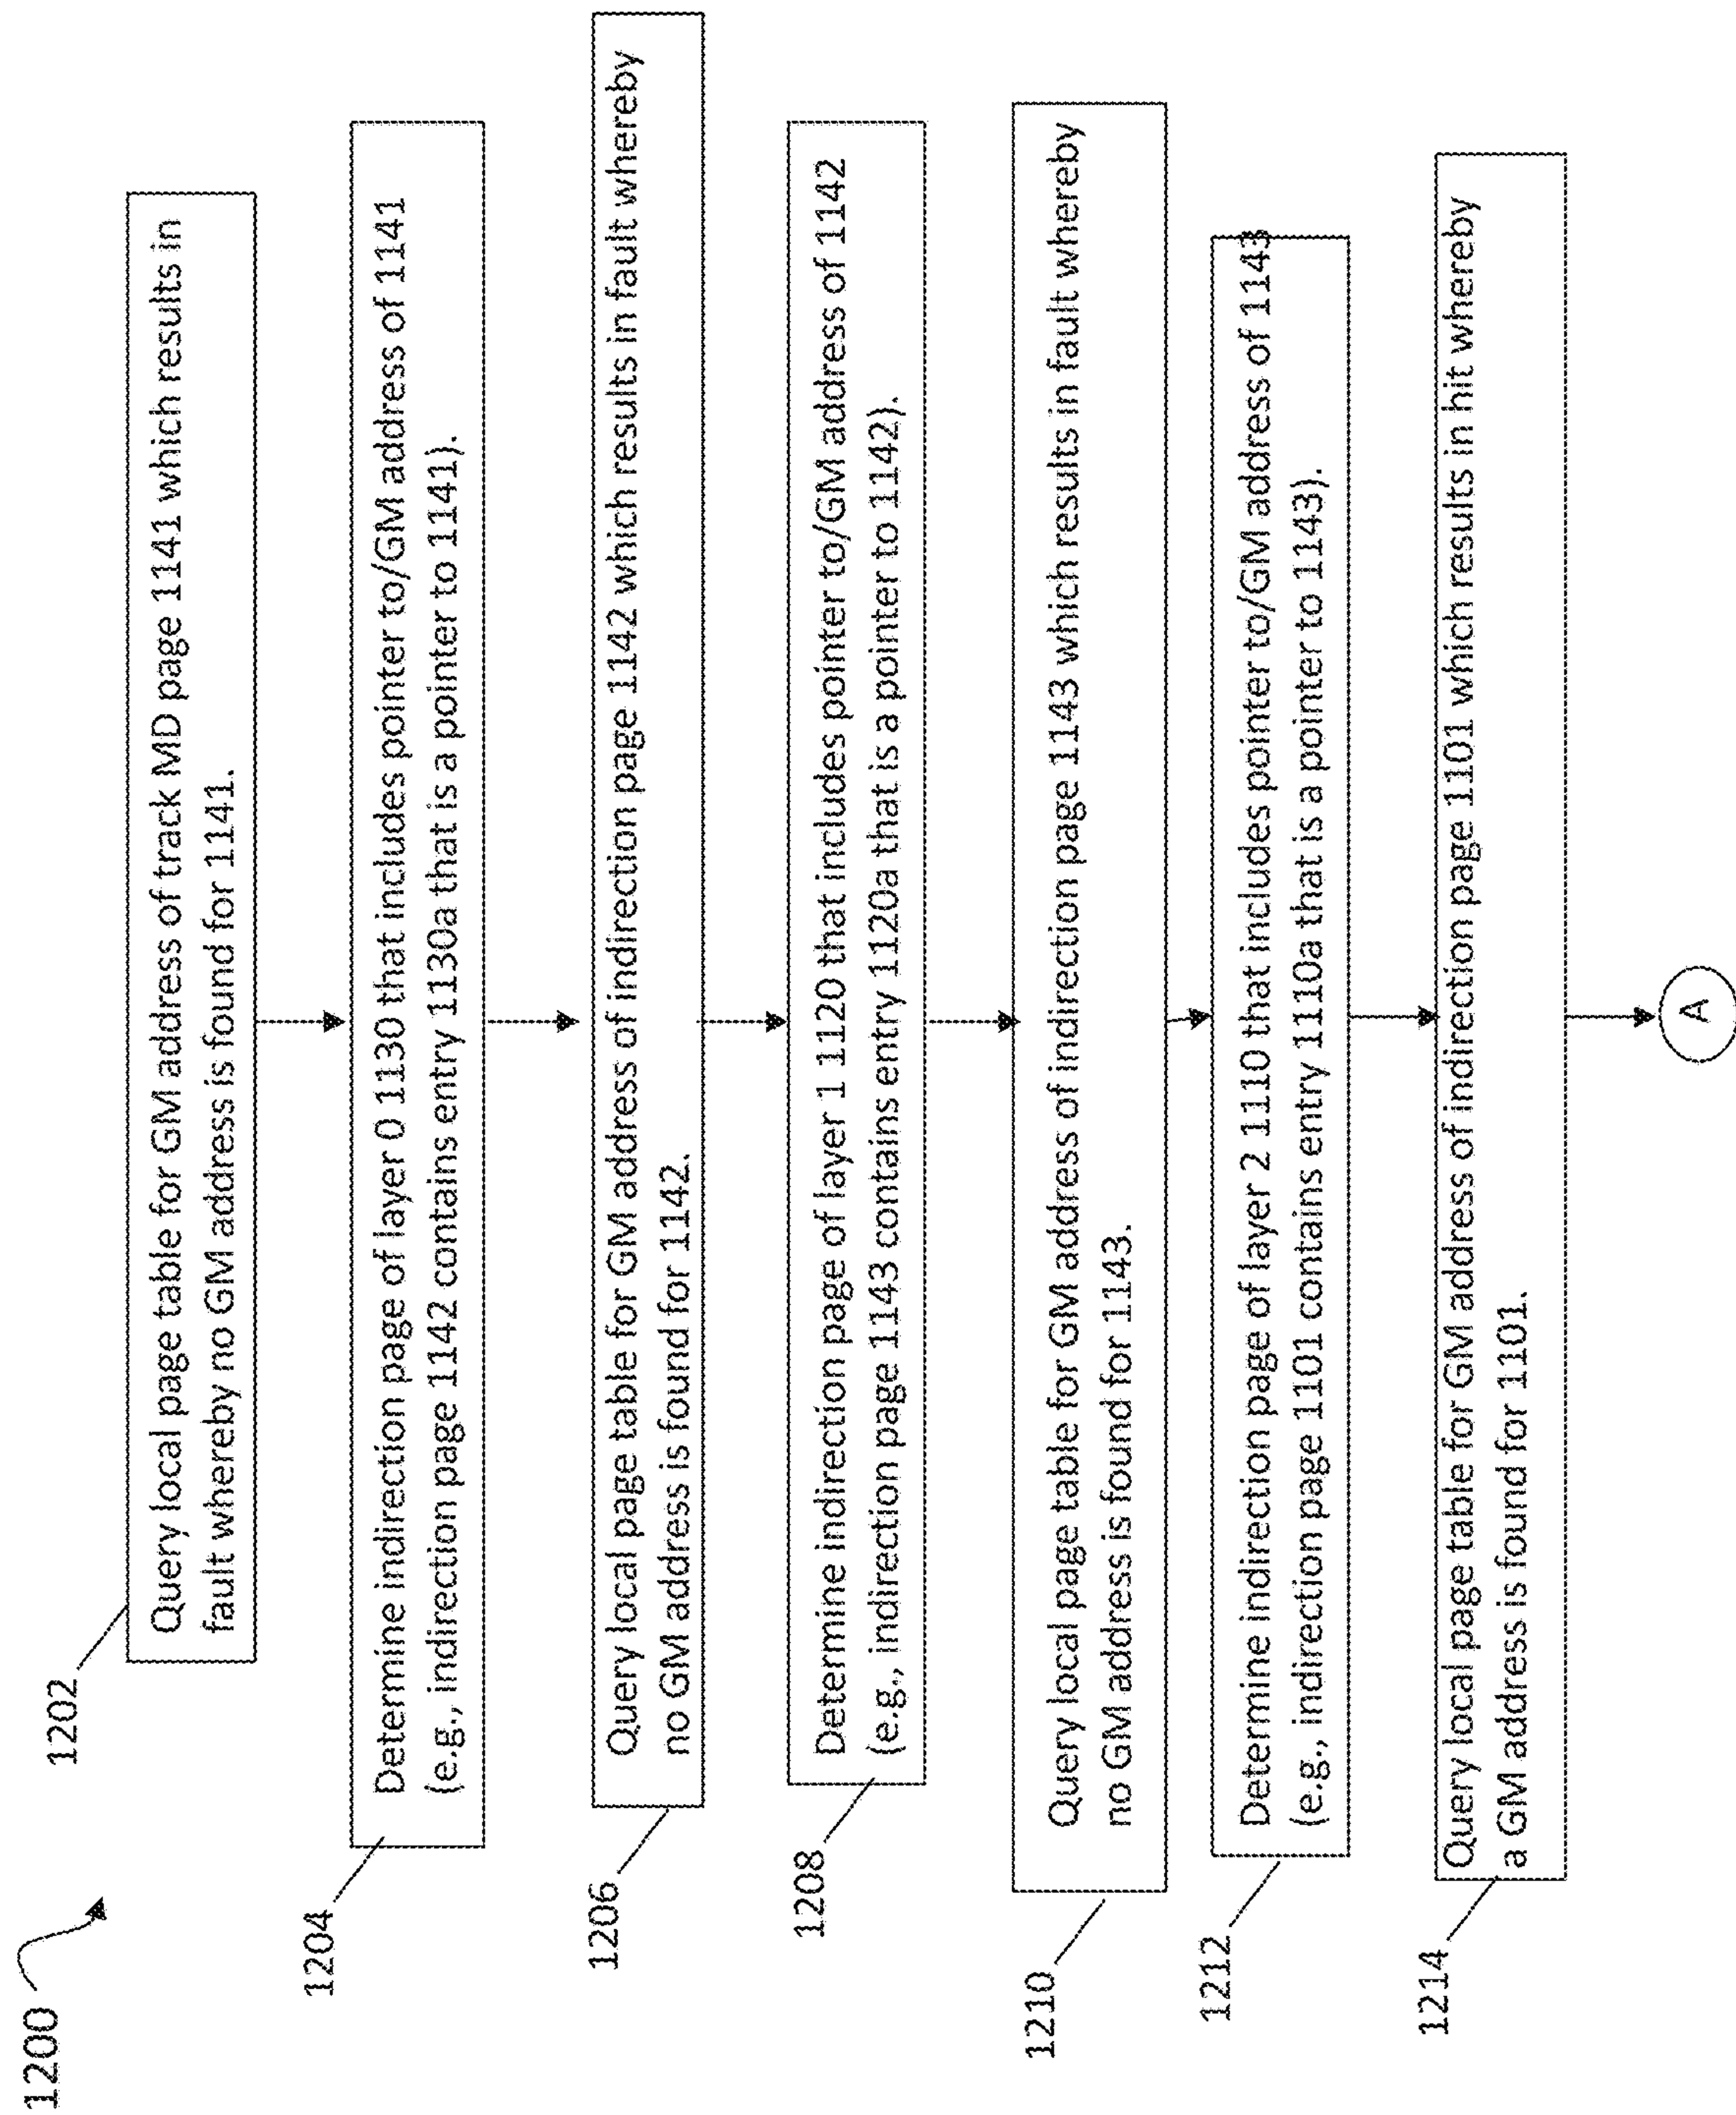 1200
1202
Query local page table for GM address of track MD page 1141 which results in
fault whereby no GM address is found for 1141.
1204
Determine indirection page of layer 0 1130 that includes pointer to/GM address of 1141
(e.g., indirection page 1142 contains entry 1130a that is a pointer to 1141).
1206
Query local page table for GM address of indirection page 1142 which results in fault whereby
no GM address is found for 1142.
1208
Determine indirection page of layer 1 1120 that includes pointer to/GM address of 1142
(e.g., indirection page 1143 contains entry 1120a that is a pointer to 1142).
1210
Query local page table for GM address of indirection page 1143 which results in fault whereby
no GM address is found for 1143.
1212
Determine indirection page of layer 2 1110 that includes pointer to/GM address of 1143
(e.g., indirection page 1101 contains entry 1110a that is a pointer to 1143).
1214
Query local page table for GM address of indirection page 1101 which results in hit whereby
a GM address is found for 1101.
A